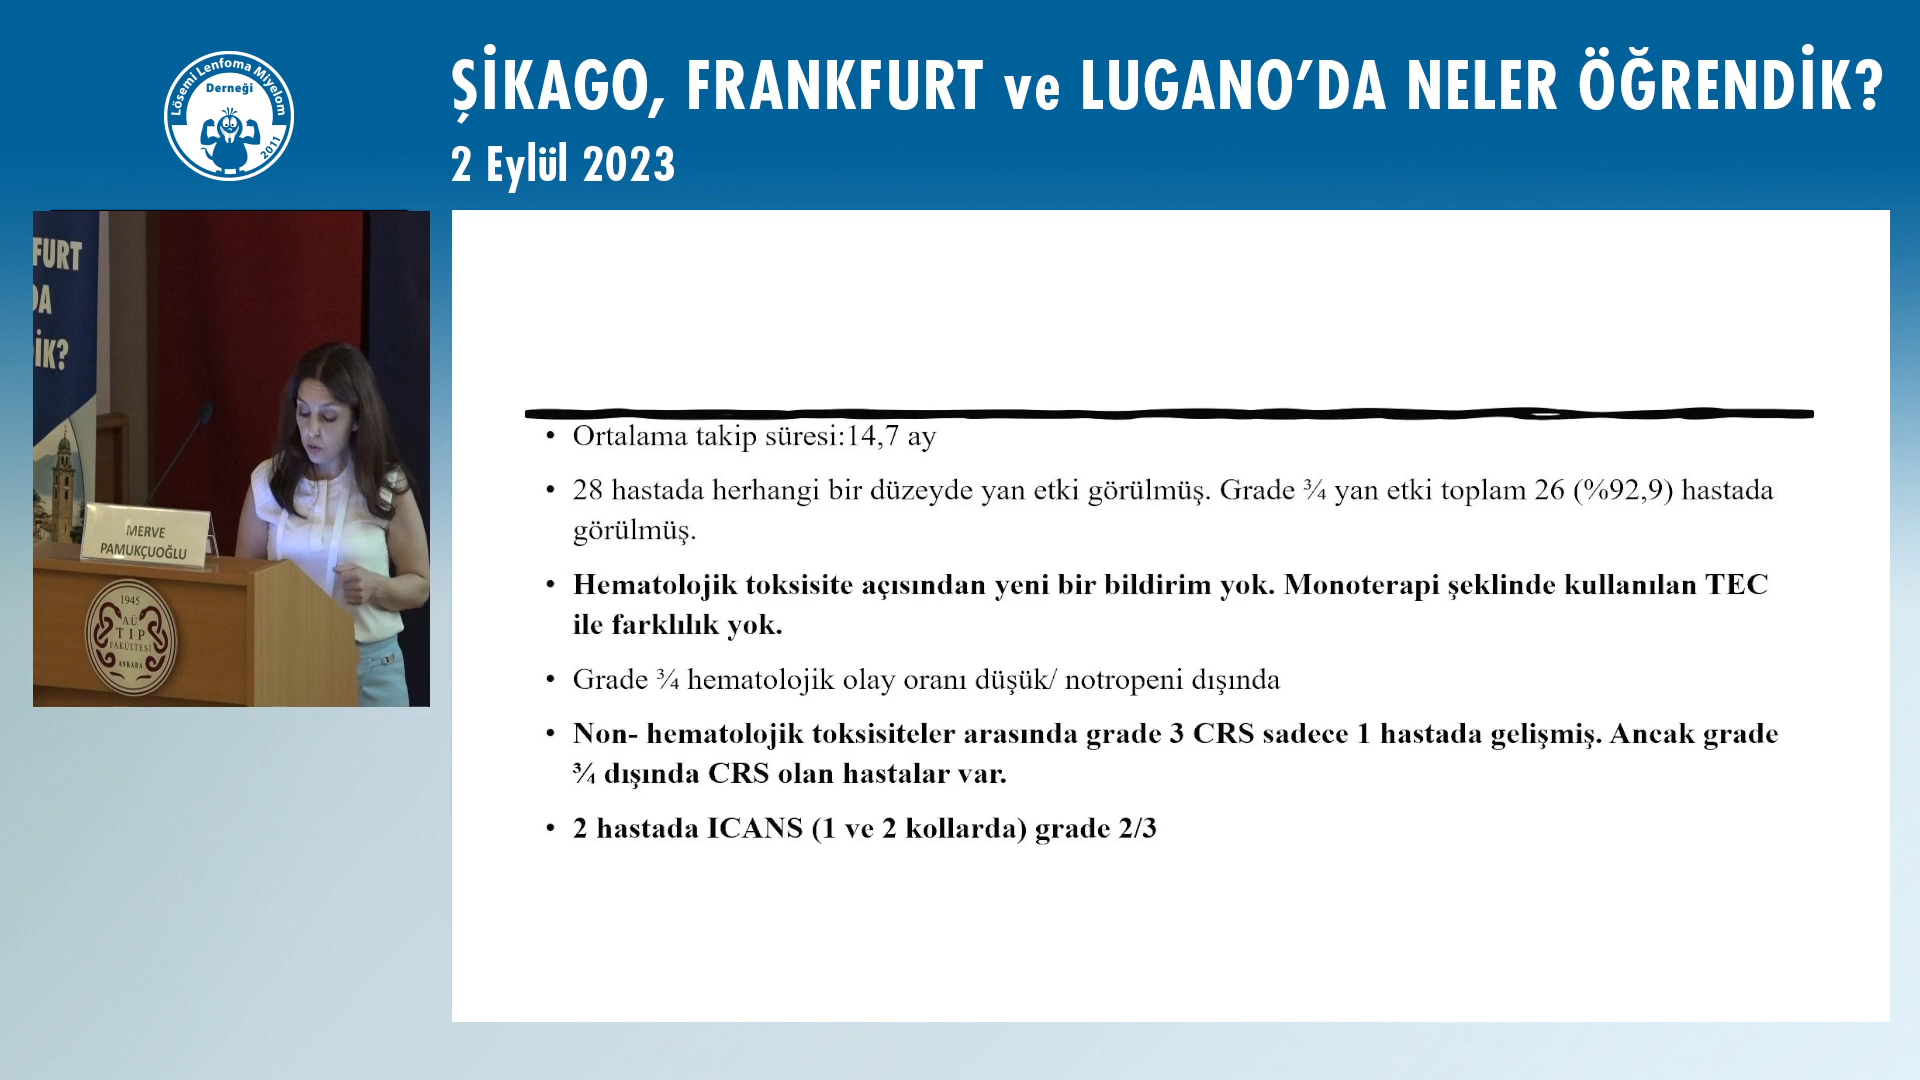 Lösemi Lenfoma Miyelom
Derneği
2011
ŞİKAGO, FRANKFURT ve LUGANO’DA NELER ÖĞRENDİK?
2 Eylül 2023
FURT
DA
İK?
MERVE
PAMUKÇUOĞLU
1945
A.Ü.
TIP
FAKÜLTESİ
ANKARA
• Ortalama takip süresi:14,7 ay
• 28 hastada herhangi bir düzeyde yan etki görülmüş. Grade ¾ yan etki toplam 26 (%92,9) hastada
görülmüş.
• Hematolojik toksisite açısından yeni bir bildirim yok. Monoterapi şeklinde kullanılan TEC
ile farklılık yok.
• Grade ¾ hematolojik olay oranı düşük/ notropeni dışında
• Non- hematolojik toksisiteler arasında grade 3 CRS sadece 1 hastada gelişmiş. Ancak grade
¾ dışında CRS olan hastalar var.
• 2 hastada ICANS (1 ve 2 kollarda) grade 2/3